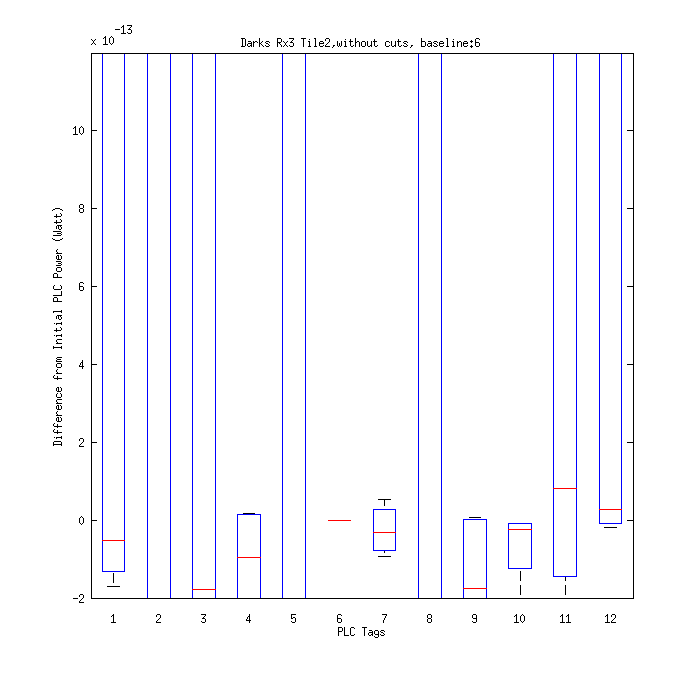 x 10-13
Darks Rx3 Tile2,without cuts, baseline:6
Difference from Initial PLC Power (Watt)
10
8
6
4
2
0
-2
1 2 3 4 5 6 7 8 9 10 11 12
PLC Tags